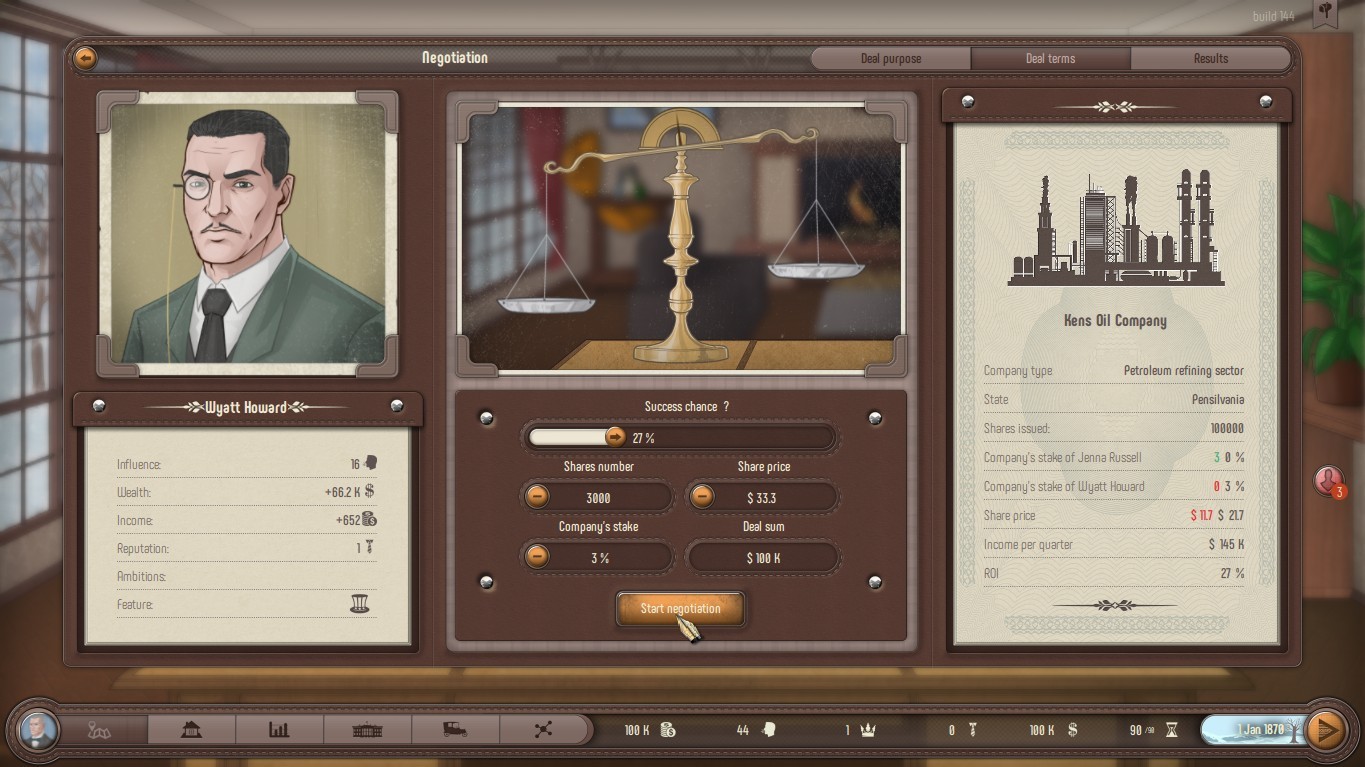 build 144
Negotiation
Deal purpose
Deal terms
Results
Wyatt Howard
Influence: 16
Wealth: +66.2 K $
Income: +652
Reputation: 1
Ambitions:
Feature:
Success chance ?
27 %
Shares number Share price
3000 $ 33.3
Company's stake Deal sum
3 % $ 100 K
Start negotiation
Kens Oil Company
Company type Petroleum refining sector
State Pensilvania
Shares issued: 100000
Company's stake of Jenna Russell 3 0 %
Company's stake of Wyatt Howard 0 3 %
Share price $ 11.7 $ 21.7
Income per quarter $ 145 K
ROI 27 %
3
100 K 44 1 0 100 K $ 90 /90 1 Jan 1870